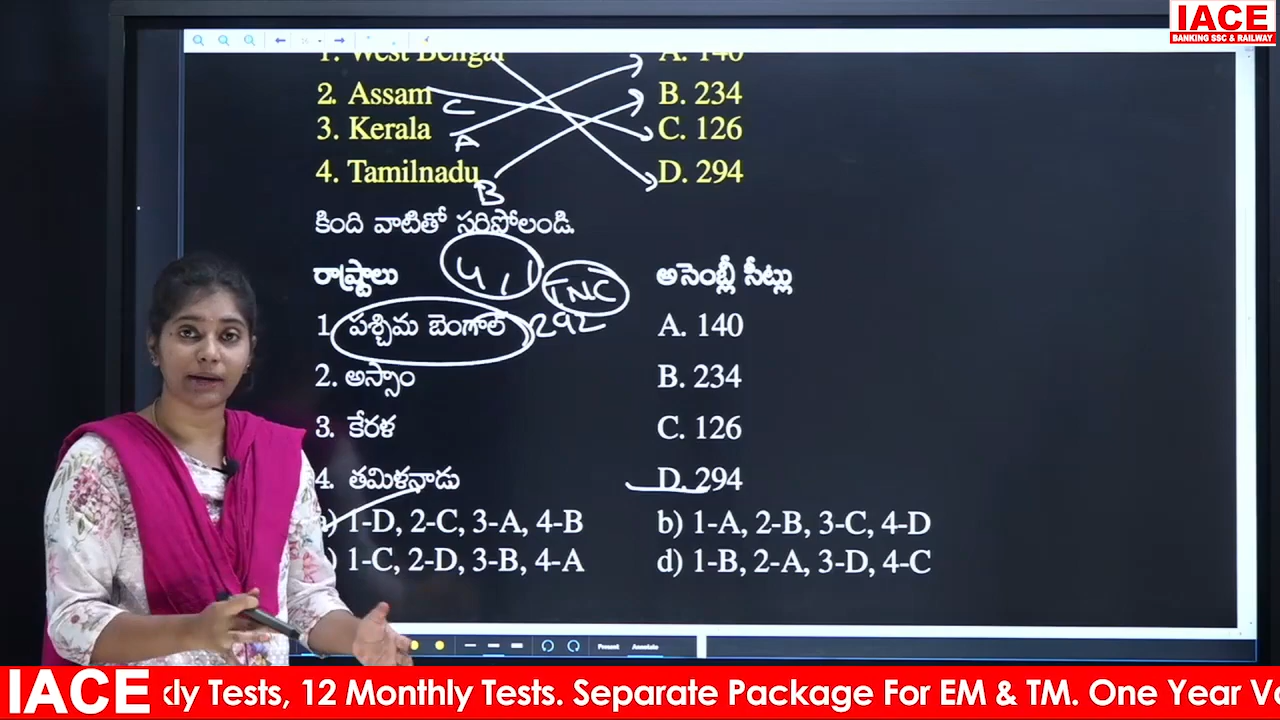 IACE
BANKING SSC & RAILWAY
1. West Bengal A. 140
2. Assam C B. 234
3. Kerala A C. 126
4. Tamilnadu B D. 294
కింది వాటితో సరిపోలండి.
రాష్ట్రాలు 4, 1 TNC అసెంబ్లీ సీట్లు
1. పశ్చిమ బెంగాల్ 292 A. 140
2. అస్సాం B. 234
3. కేరళ C. 126
4. తమిళనాడు D. 294
a) 1-D, 2-C, 3-A, 4-B b) 1-A, 2-B, 3-C, 4-D
) 1-C, 2-D, 3-B, 4-A d) 1-B, 2-A, 3-D, 4-C
Present Annotate
IACE dly Tests, 12 Monthly Tests. Separate Package For EM & TM. One Year Va